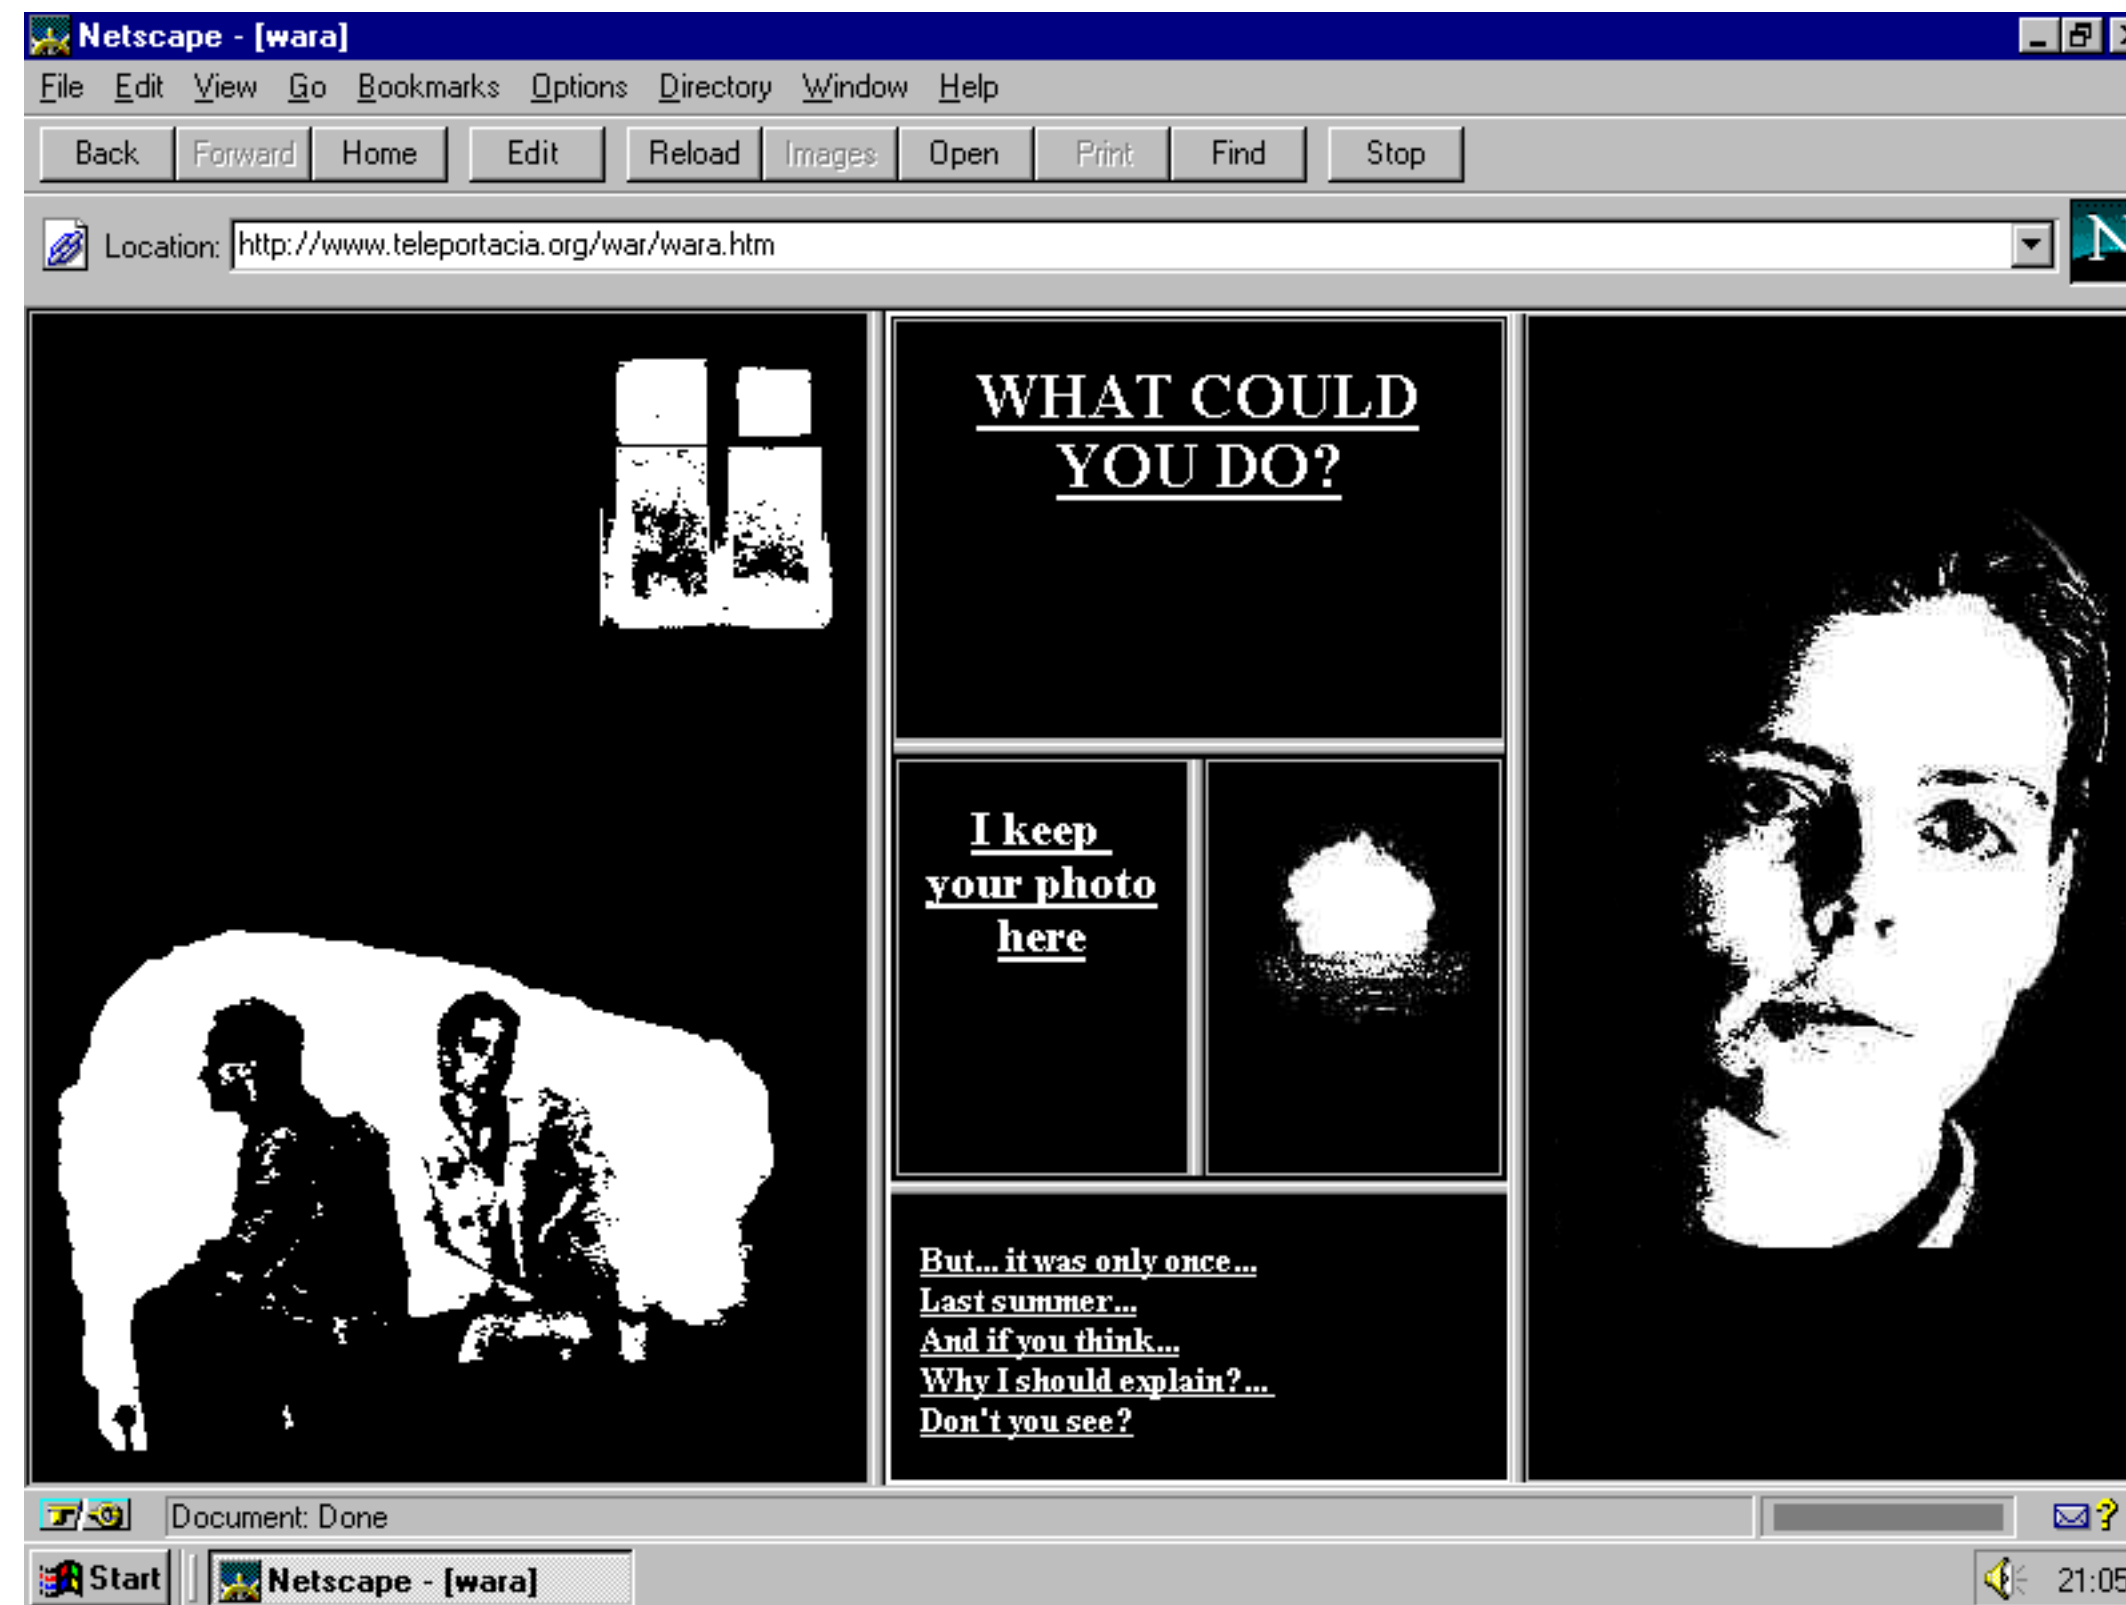 Netscape - [wara]
File Edit View Go Bookmarks Options Directory Window Help
Back Forward Home Edit Reload Images Open Print Find Stop
Location: http://www.teleportacia.org/war/wara.htm
N
WHAT COULD
YOU DO?
I keep
your photo
here
But... it was only once...
Last summer...
And if you think...
Why I should explain?...
Don't you see?
Document: Done
?
Start Netscape - [wara] 21:05